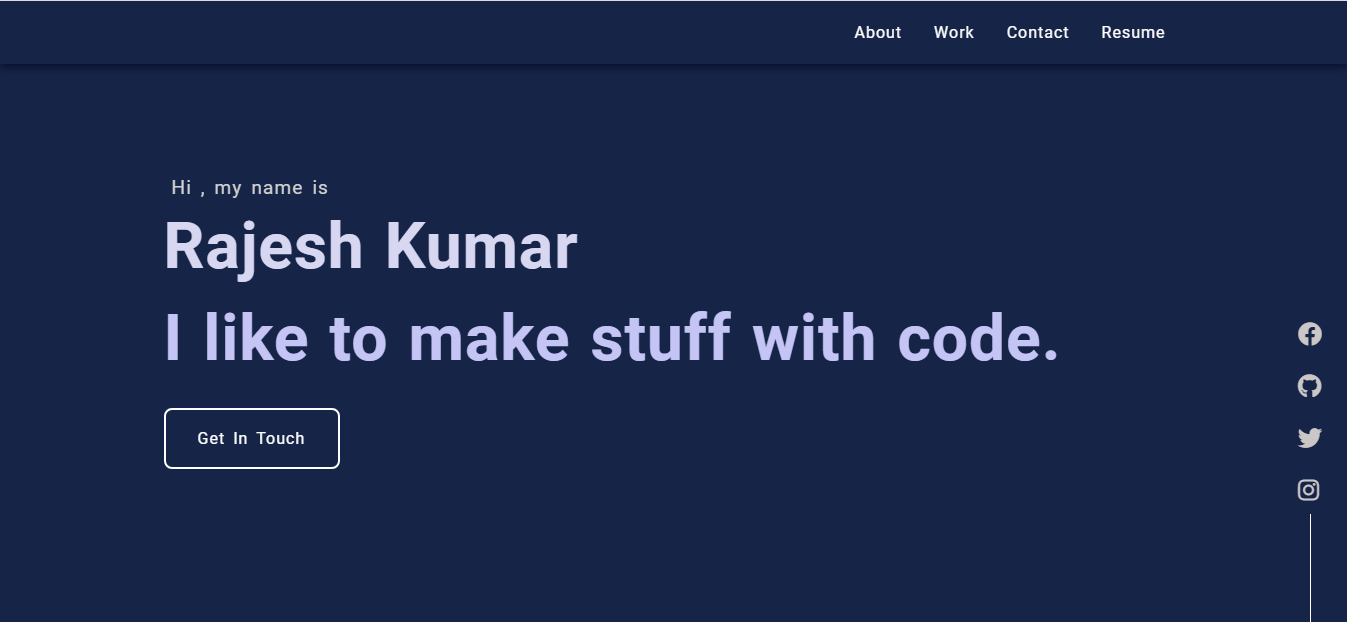 About Work Contact Resume
Hi , my name is
Rajesh Kumar
I like to make stuff with code.
Get In Touch